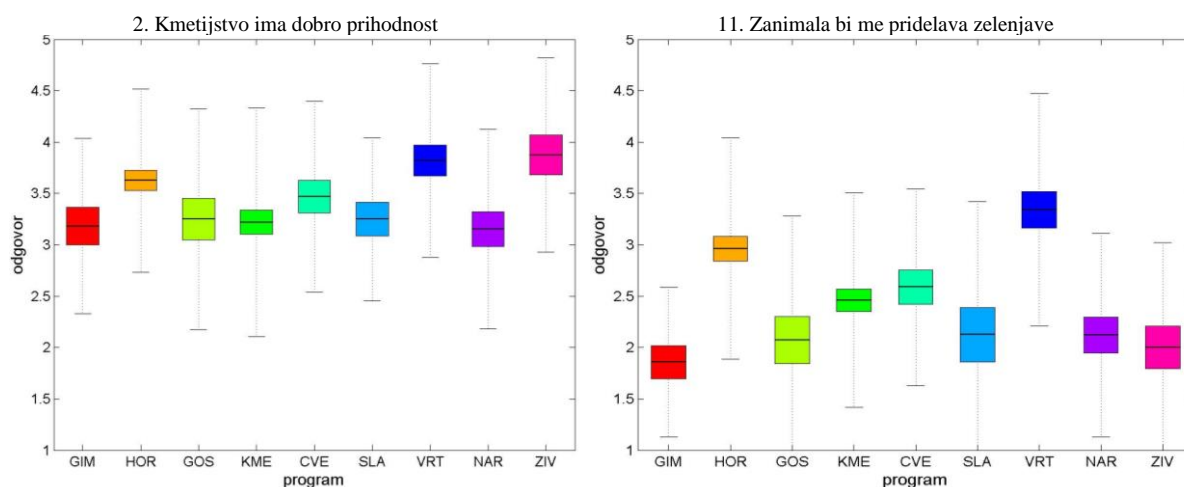 2. Kmetijstvo ima dobro prihodnost
5
4.5
4
3.5
3
2.5
2
1.5
1
odgovor
GIM HOR GOS KME CVE SLA VRT NAR ZIV
program
11. Zanimala bi me pridelava zelenjave
5
4.5
4
3.5
3
2.5
2
1.5
1
odgovor
GIM HOR GOS KME CVE SLA VRT NAR ZIV
program